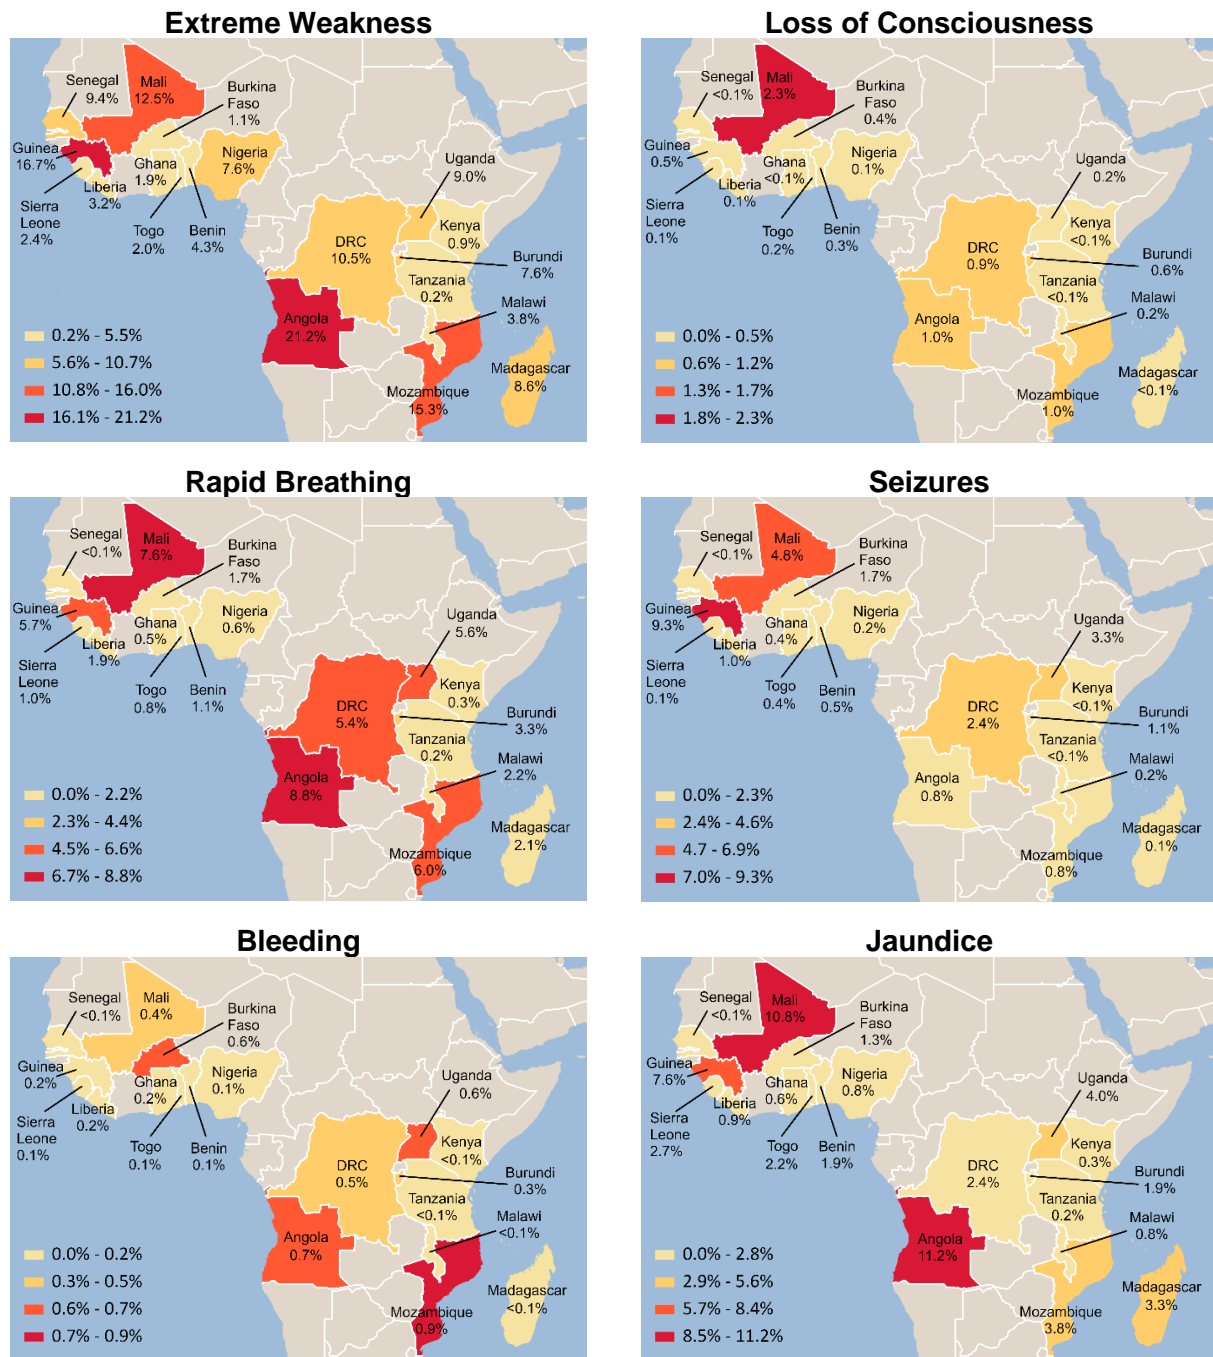 Extreme Weakness
Senegal
9.4%
Mali
12.5%
Burkina
Faso
1.1%
Guinea
16.7%
Ghana
1.9%
Nigeria
7.6%
Liberia
3.2%
Sierra
Leone
2.4%
Togo
2.0%
Benin
4.3%
Uganda
9.0%
Kenya
0.9%
DRC
10.5%
Burundi
7.6%
Tanzania
0.2%
Malawi
3.8%
Angola
21.2%
Madagascar
8.6%
Mozambique
15.3%
0.2% - 5.5%
5.6% - 10.7%
10.8% - 16.0%
16.1% - 21.2%
Loss of Consciousness
Senegal
<0.1%
Mali
2.3%
Burkina
Faso
0.4%
Guinea
0.5%
Ghana
<0.1%
Nigeria
0.1%
Liberia
0.1%
Sierra
Leone
0.1%
Togo
0.2%
Benin
0.3%
Uganda
0.2%
Kenya
<0.1%
DRC
0.9%
Burundi
0.6%
Tanzania
<0.1%
Malawi
0.2%
Angola
1.0%
Madagascar
<0.1%
Mozambique
1.0%
0.0% - 0.5%
0.6% - 1.2%
1.3% - 1.7%
1.8% - 2.3%
Rapid Breathing
Senegal
<0.1%
Mali
7.6%
Burkina
Faso
1.7%
Guinea
5.7%
Ghana
0.5%
Nigeria
0.6%
Liberia
1.9%
Sierra
Leone
1.0%
Togo
0.8%
Benin
1.1%
Uganda
5.6%
Kenya
0.3%
DRC
5.4%
Burundi
3.3%
Tanzania
0.2%
Malawi
2.2%
Angola
8.8%
Madagascar
2.1%
Mozambique
6.0%
0.0% - 2.2%
2.3% - 4.4%
4.5% - 6.6%
6.7% - 8.8%
Seizures
Senegal
<0.1%
Mali
4.8%
Burkina
Faso
1.7%
Guinea
9.3%
Ghana
0.4%
Nigeria
0.2%
Liberia
1.0%
Sierra
Leone
0.1%
Togo
0.4%
Benin
0.5%
Uganda
3.3%
Kenya
<0.1%
DRC
2.4%
Burundi
1.1%
Tanzania
<0.1%
Malawi
0.2%
Angola
0.8%
Madagascar
0.1%
Mozambique
0.8%
0.0% - 2.3%
2.4% - 4.6%
4.7 - 6.9%
7.0% - 9.3%
Bleeding
Senegal
<0.1%
Mali
0.4%
Burkina
Faso
0.6%
Guinea
0.2%
Ghana
0.2%
Nigeria
0.1%
Liberia
0.2%
Sierra
Leone
0.1%
Togo
0.1%
Benin
0.1%
Uganda
0.6%
Kenya
<0.1%
DRC
0.5%
Burundi
0.3%
Tanzania
<0.1%
Malawi
<0.1%
Angola
0.7%
Madagascar
<0.1%
Mozambique
0.9%
0.0% - 0.2%
0.3% - 0.5%
0.6% - 0.7%
0.7% - 0.9%
Jaundice
Senegal
<0.1%
Mali
10.8%
Burkina
Faso
1.3%
Guinea
7.6%
Ghana
0.6%
Nigeria
0.8%
Liberia
0.9%
Sierra
Leone
2.7%
Togo
2.2%
Benin
1.9%
Uganda
4.0%
Kenya
0.3%
DRC
2.4%
Burundi
1.9%
Tanzania
0.2%
Malawi
0.8%
Angola
11.2%
Madagascar
3.3%
Mozambique
3.8%
0.0% - 2.8%
2.9% - 5.6%
5.7% - 8.4%
8.5% - 11.2%